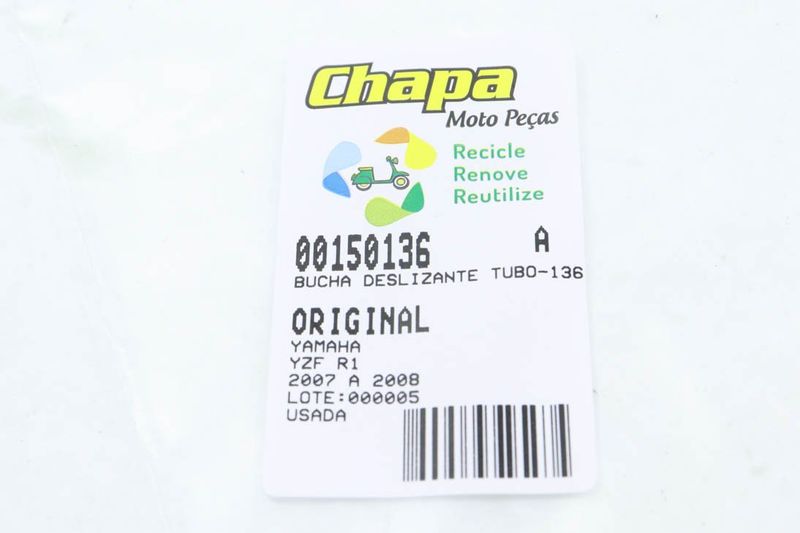 Chapa
Moto Peças
Recicle
Renove
Reutilize
00150136 A
BUCHA DESLIZANTE TUBO-136
ORIGINAL
YAMAHA
YZF R1
2007 A 2008
LOTE:000005
USADA